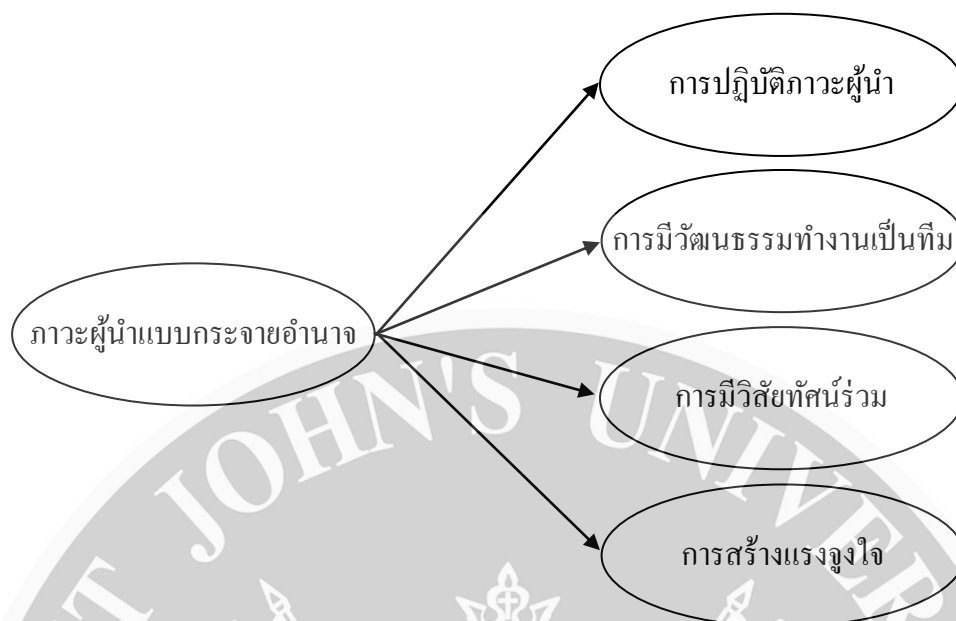 การปฏิบัติภาวะผู้นำ
การมีวัฒนธรรมทำงานเป็นทีม
ภาวะผู้นำแบบกระจายอำนาจ
การมีวิสัยทัศน์ร่วม
การสร้างแรงจูงใจ
T JOHN'S UNIVER